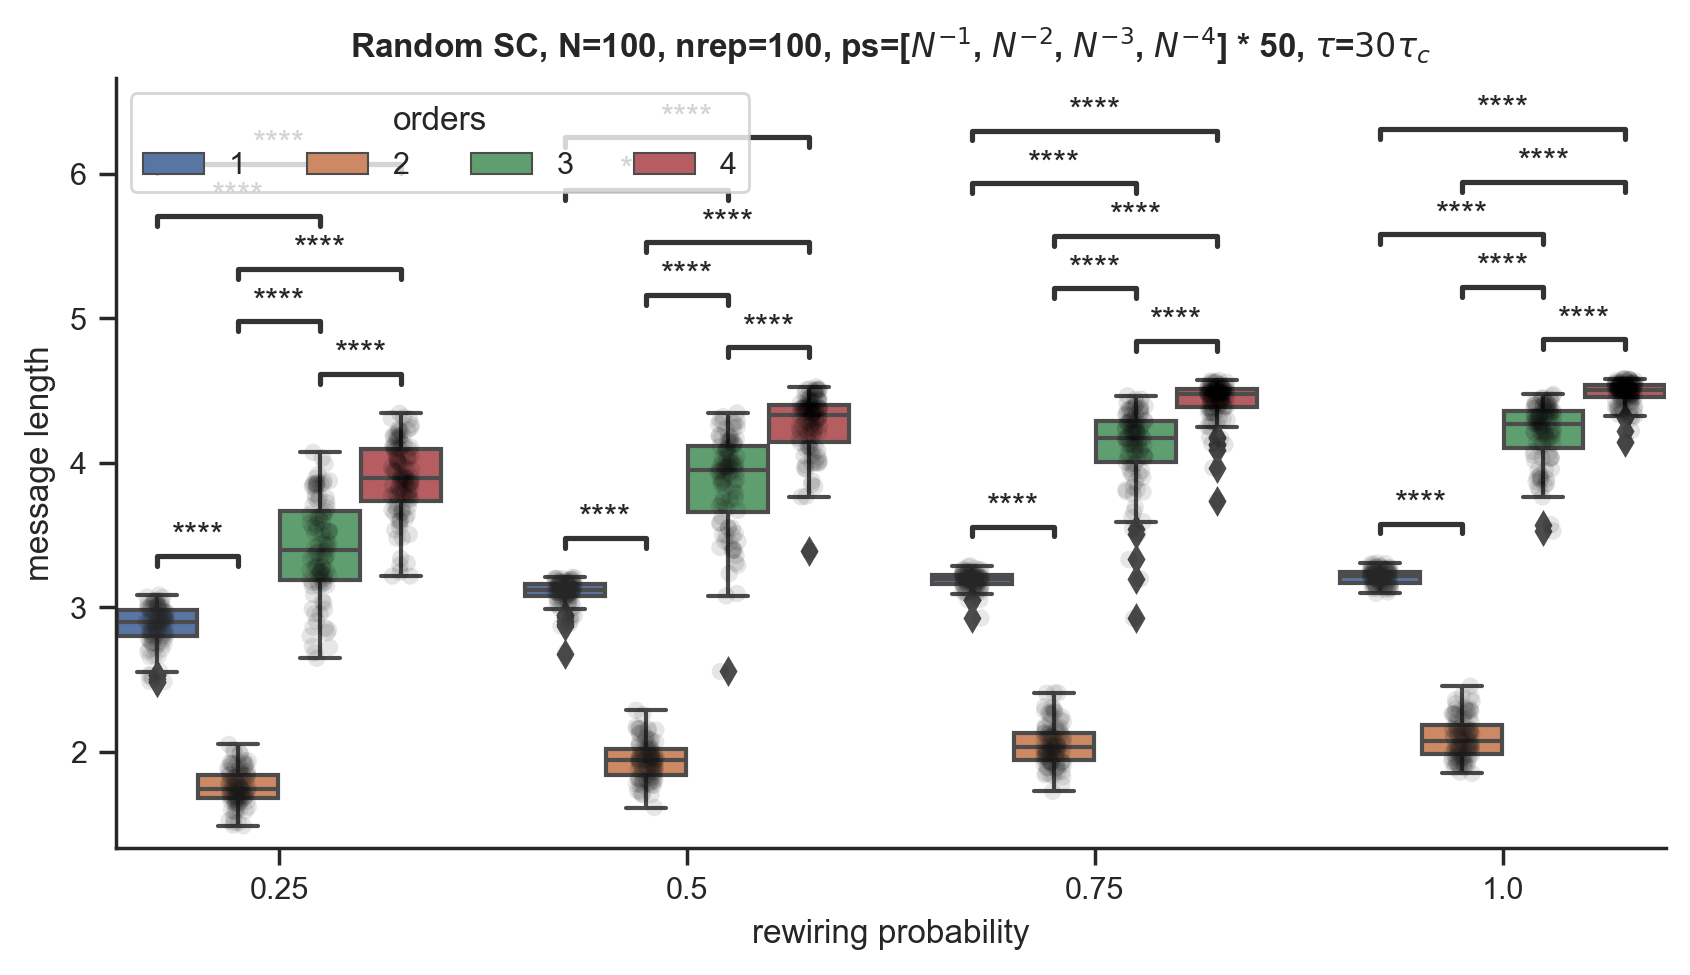 Random SC, N=100, nrep=100, ps=[N⁻¹, N⁻², N⁻³, N⁻⁴] * 50, τ=30τ_c
orders
1 2 3 4
**** **** **** ****
**** ****
**** **** ****
**** **** ****
**** **** ****
**** **** ****
**** **** ****
**** **** ****
**** **** ****
6
5
4
3
2
message length
0.25 0.5 0.75 1.0
rewiring probability